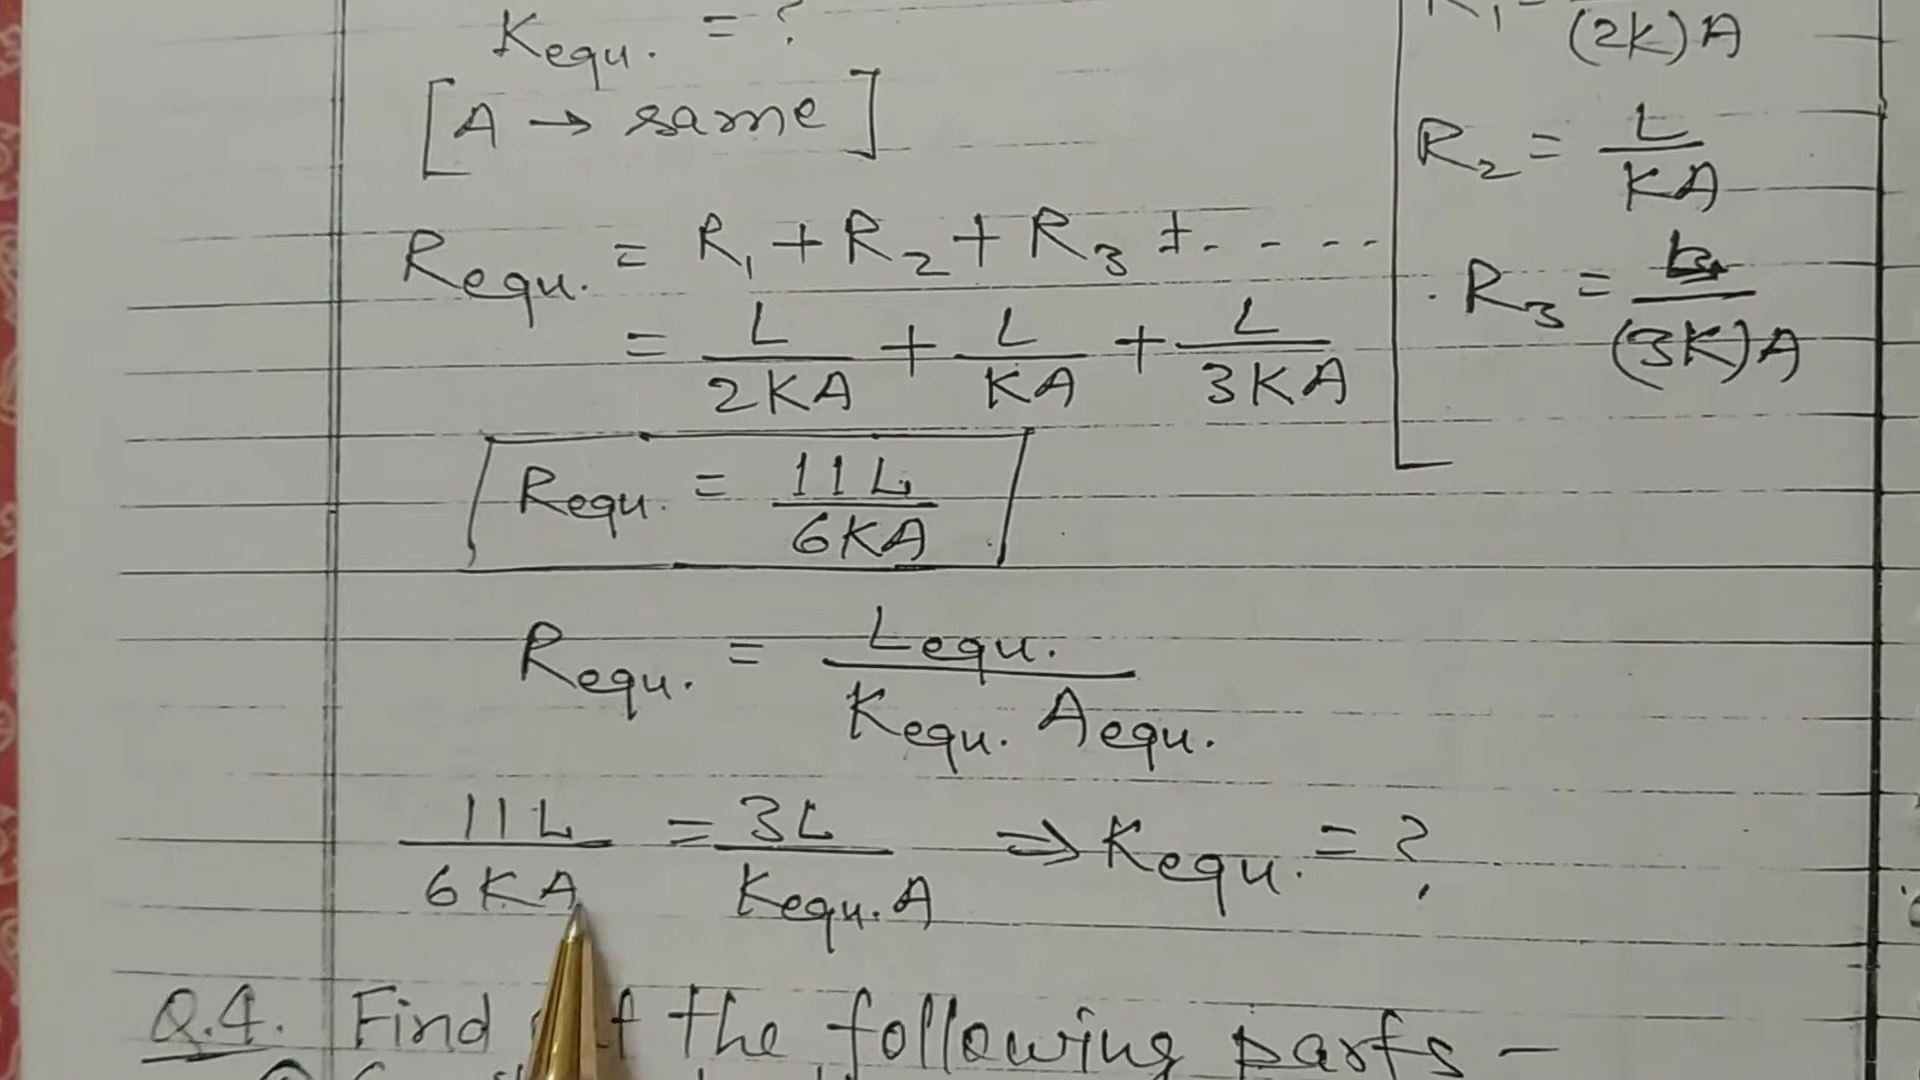 Kequ. = ?
[A → same]
Requ. = R₁ + R₂ + R₃ + - - - -
= L/2KA + L/KA + L/3KA
Requ. = 11L/6KA
Requ. = Lequ./Kequ. Aequ.
11L/6KA = 3L/Kequ.A ⇒ Kequ. = ?
Q.4. Find the following parts -
(2K)A
R₂ = L/KA
R₃ = L/(3K)A